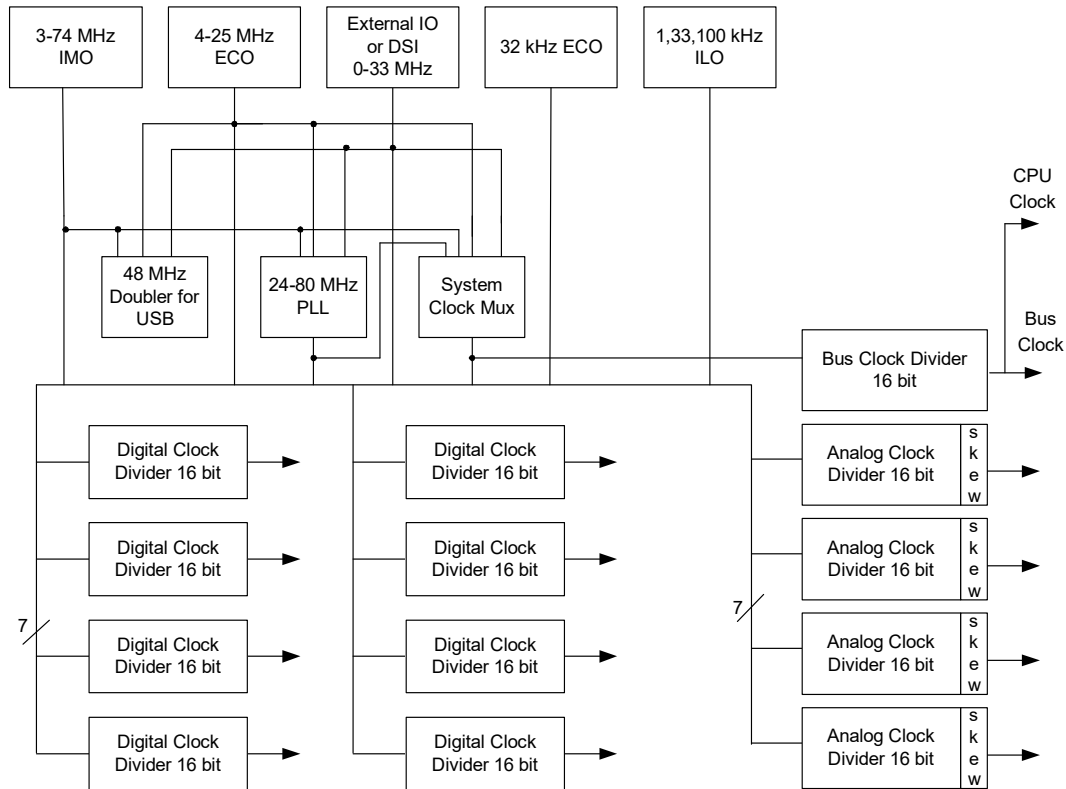 3-74 MHz
IMO
4-25 MHz
ECO
External IO
or DSI
0-33 MHz
32 kHz ECO
1,33,100 kHz
ILO
CPU
Clock
48 MHz
Doubler for
USB
24-80 MHz
PLL
System
Clock Mux
Bus
Clock
Bus Clock Divider
16 bit
Digital Clock
Divider 16 bit
Digital Clock
Divider 16 bit
Analog Clock
Divider 16 bit
s
k
e
w
Digital Clock
Divider 16 bit
Digital Clock
Divider 16 bit
Analog Clock
Divider 16 bit
s
k
e
w
7
7
Digital Clock
Divider 16 bit
Digital Clock
Divider 16 bit
Analog Clock
Divider 16 bit
s
k
e
w
Digital Clock
Divider 16 bit
Digital Clock
Divider 16 bit
Analog Clock
Divider 16 bit
s
k
e
w